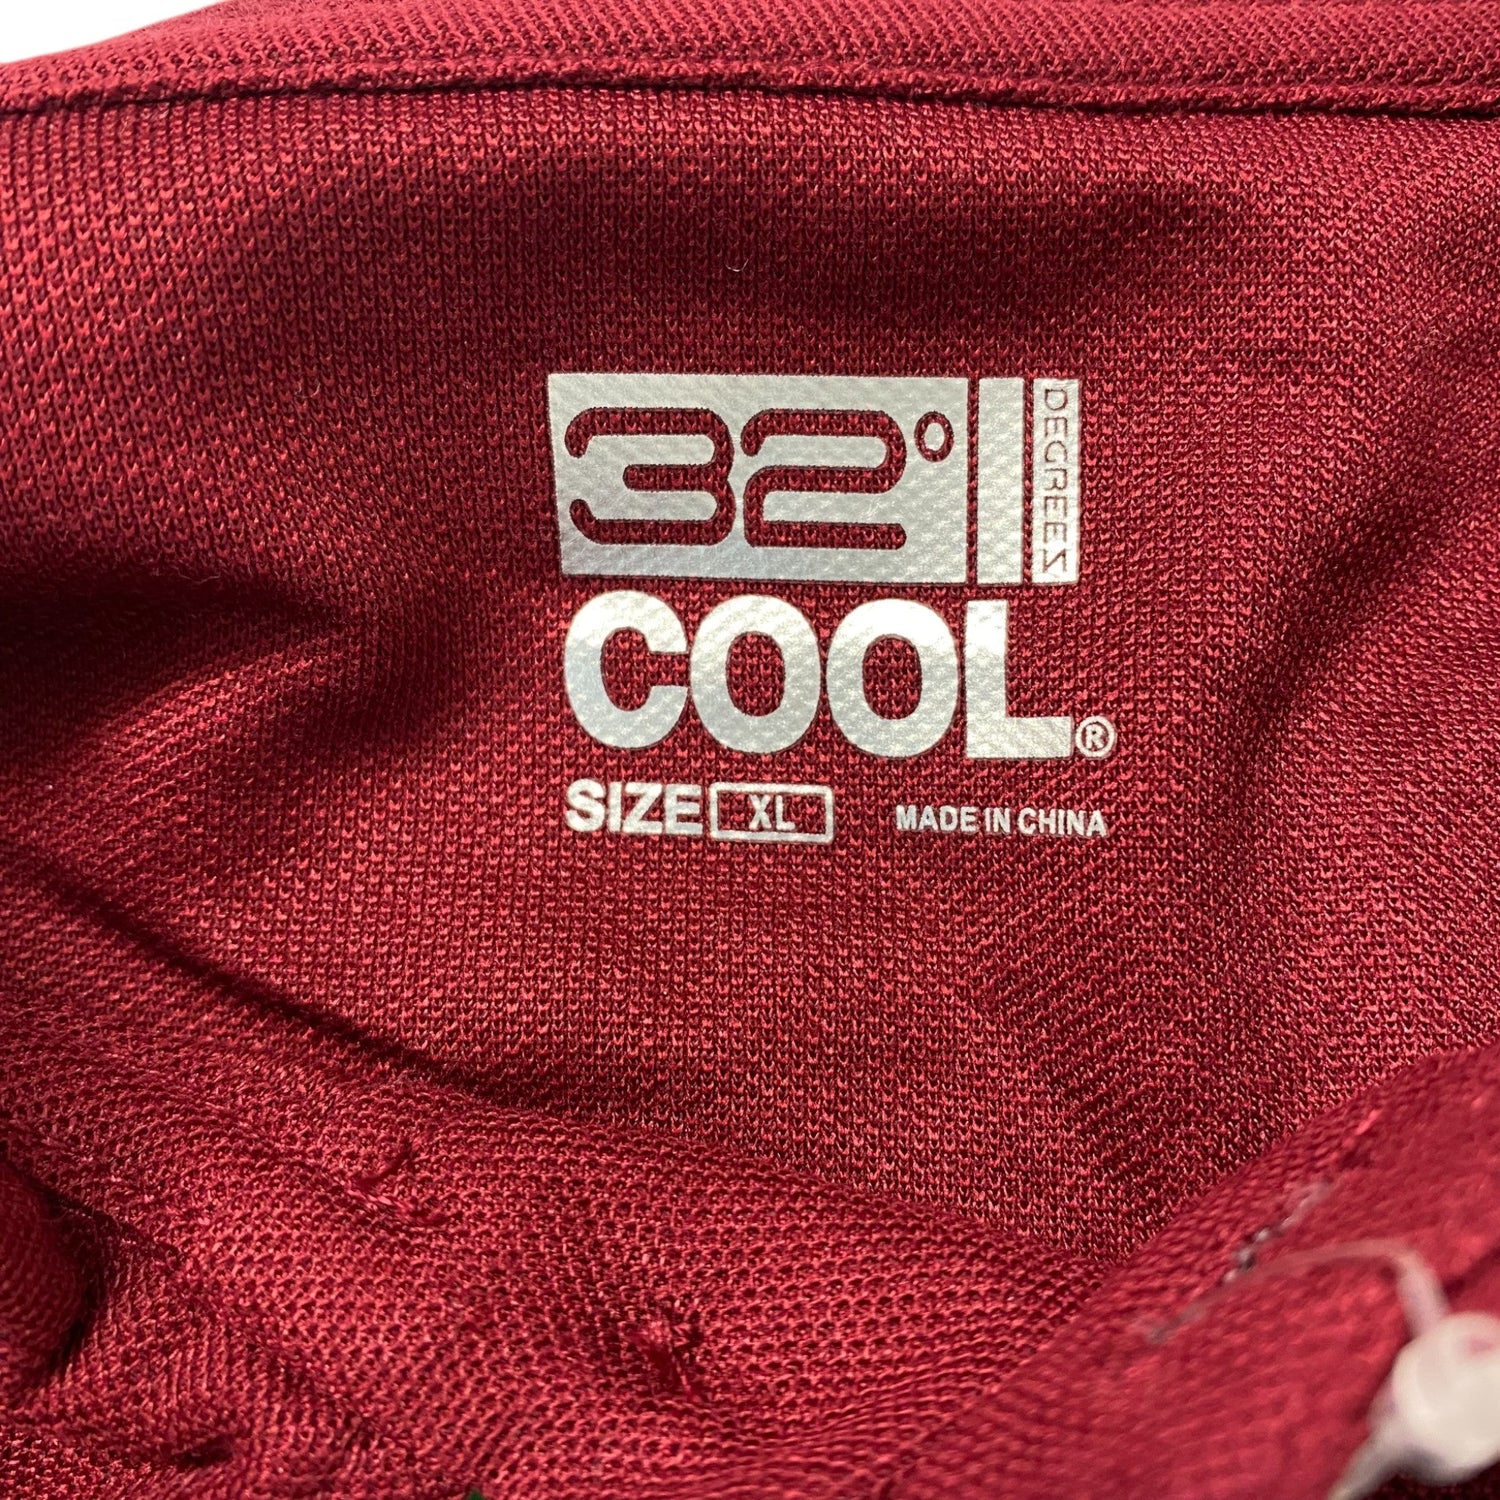 32°
DEGREES
COOL®
SIZE XL MADE IN CHINA